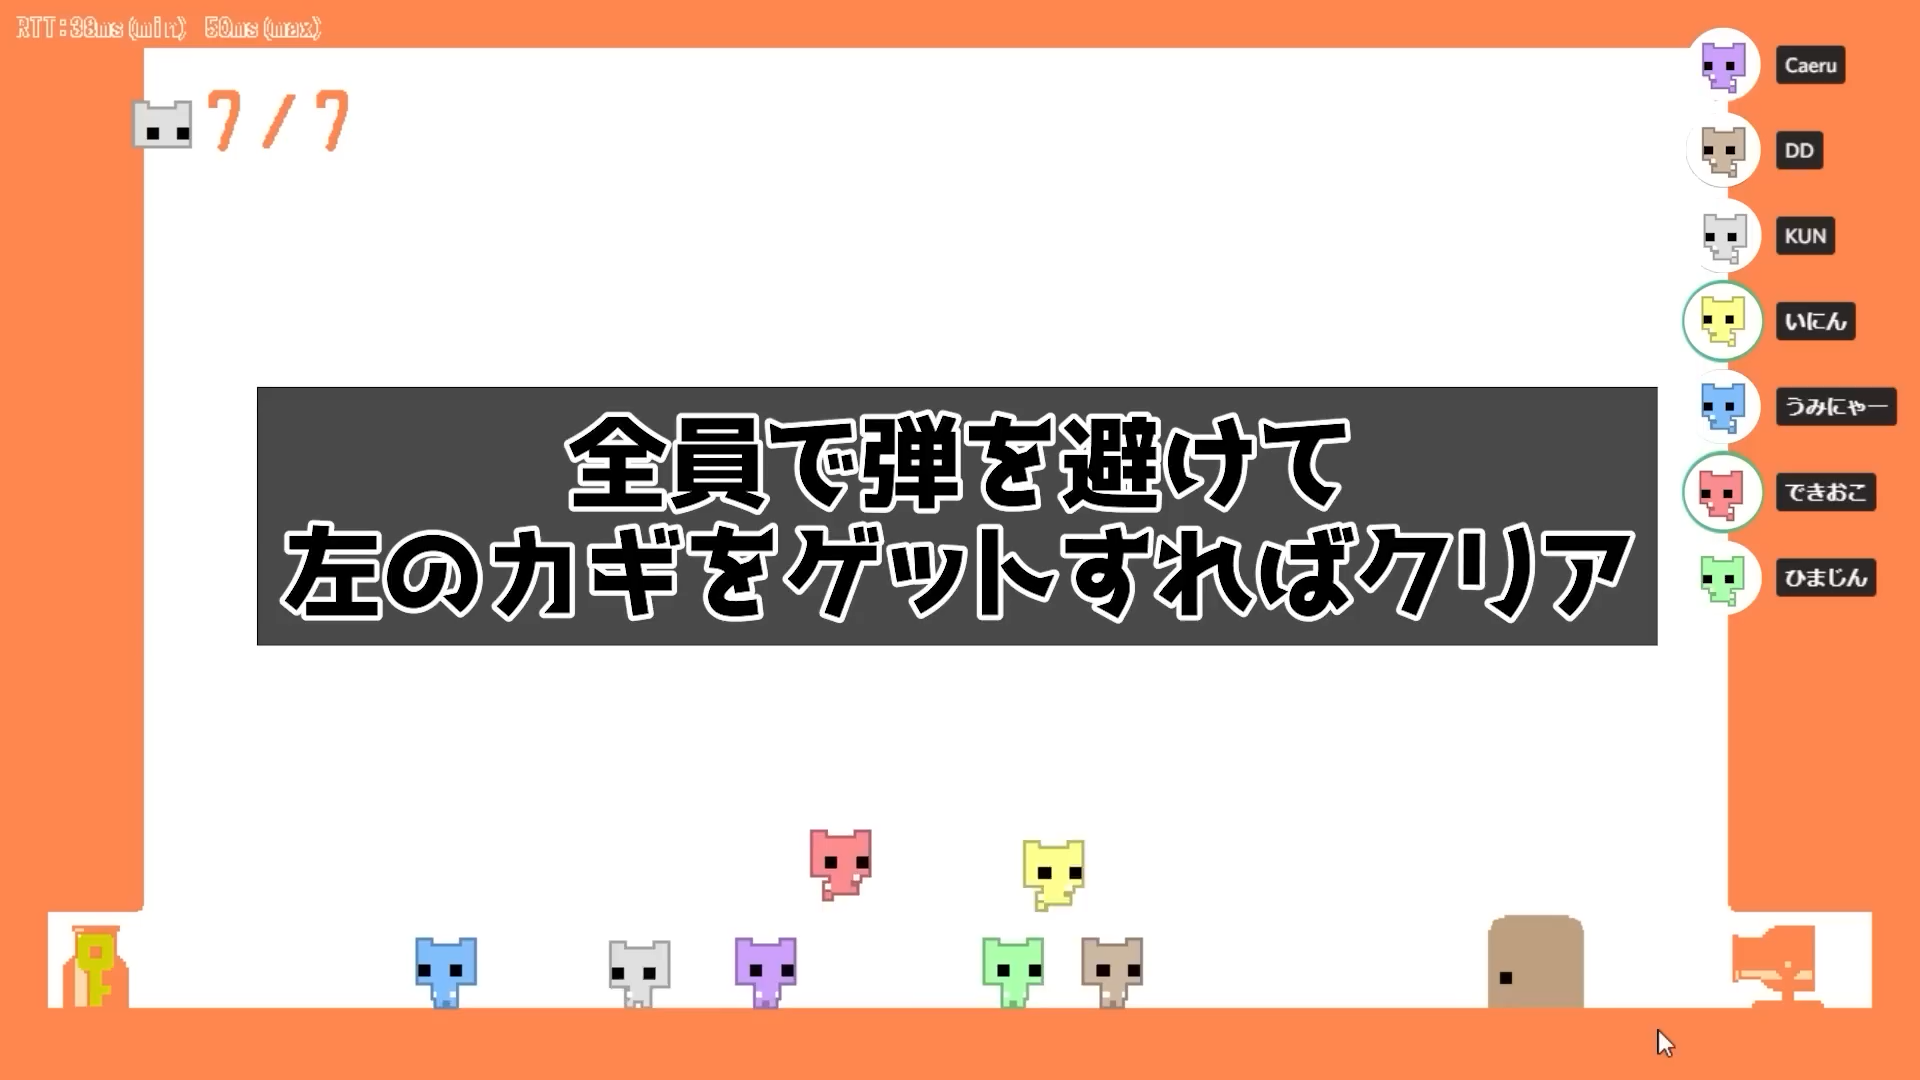 RTT:38ms(min) 50ms(max)
7/7
Caeru
DD
KUN
いにん
うみにゃー
できおこ
ひまじん
全員で弾を避けて
左のカギをゲットすればクリア